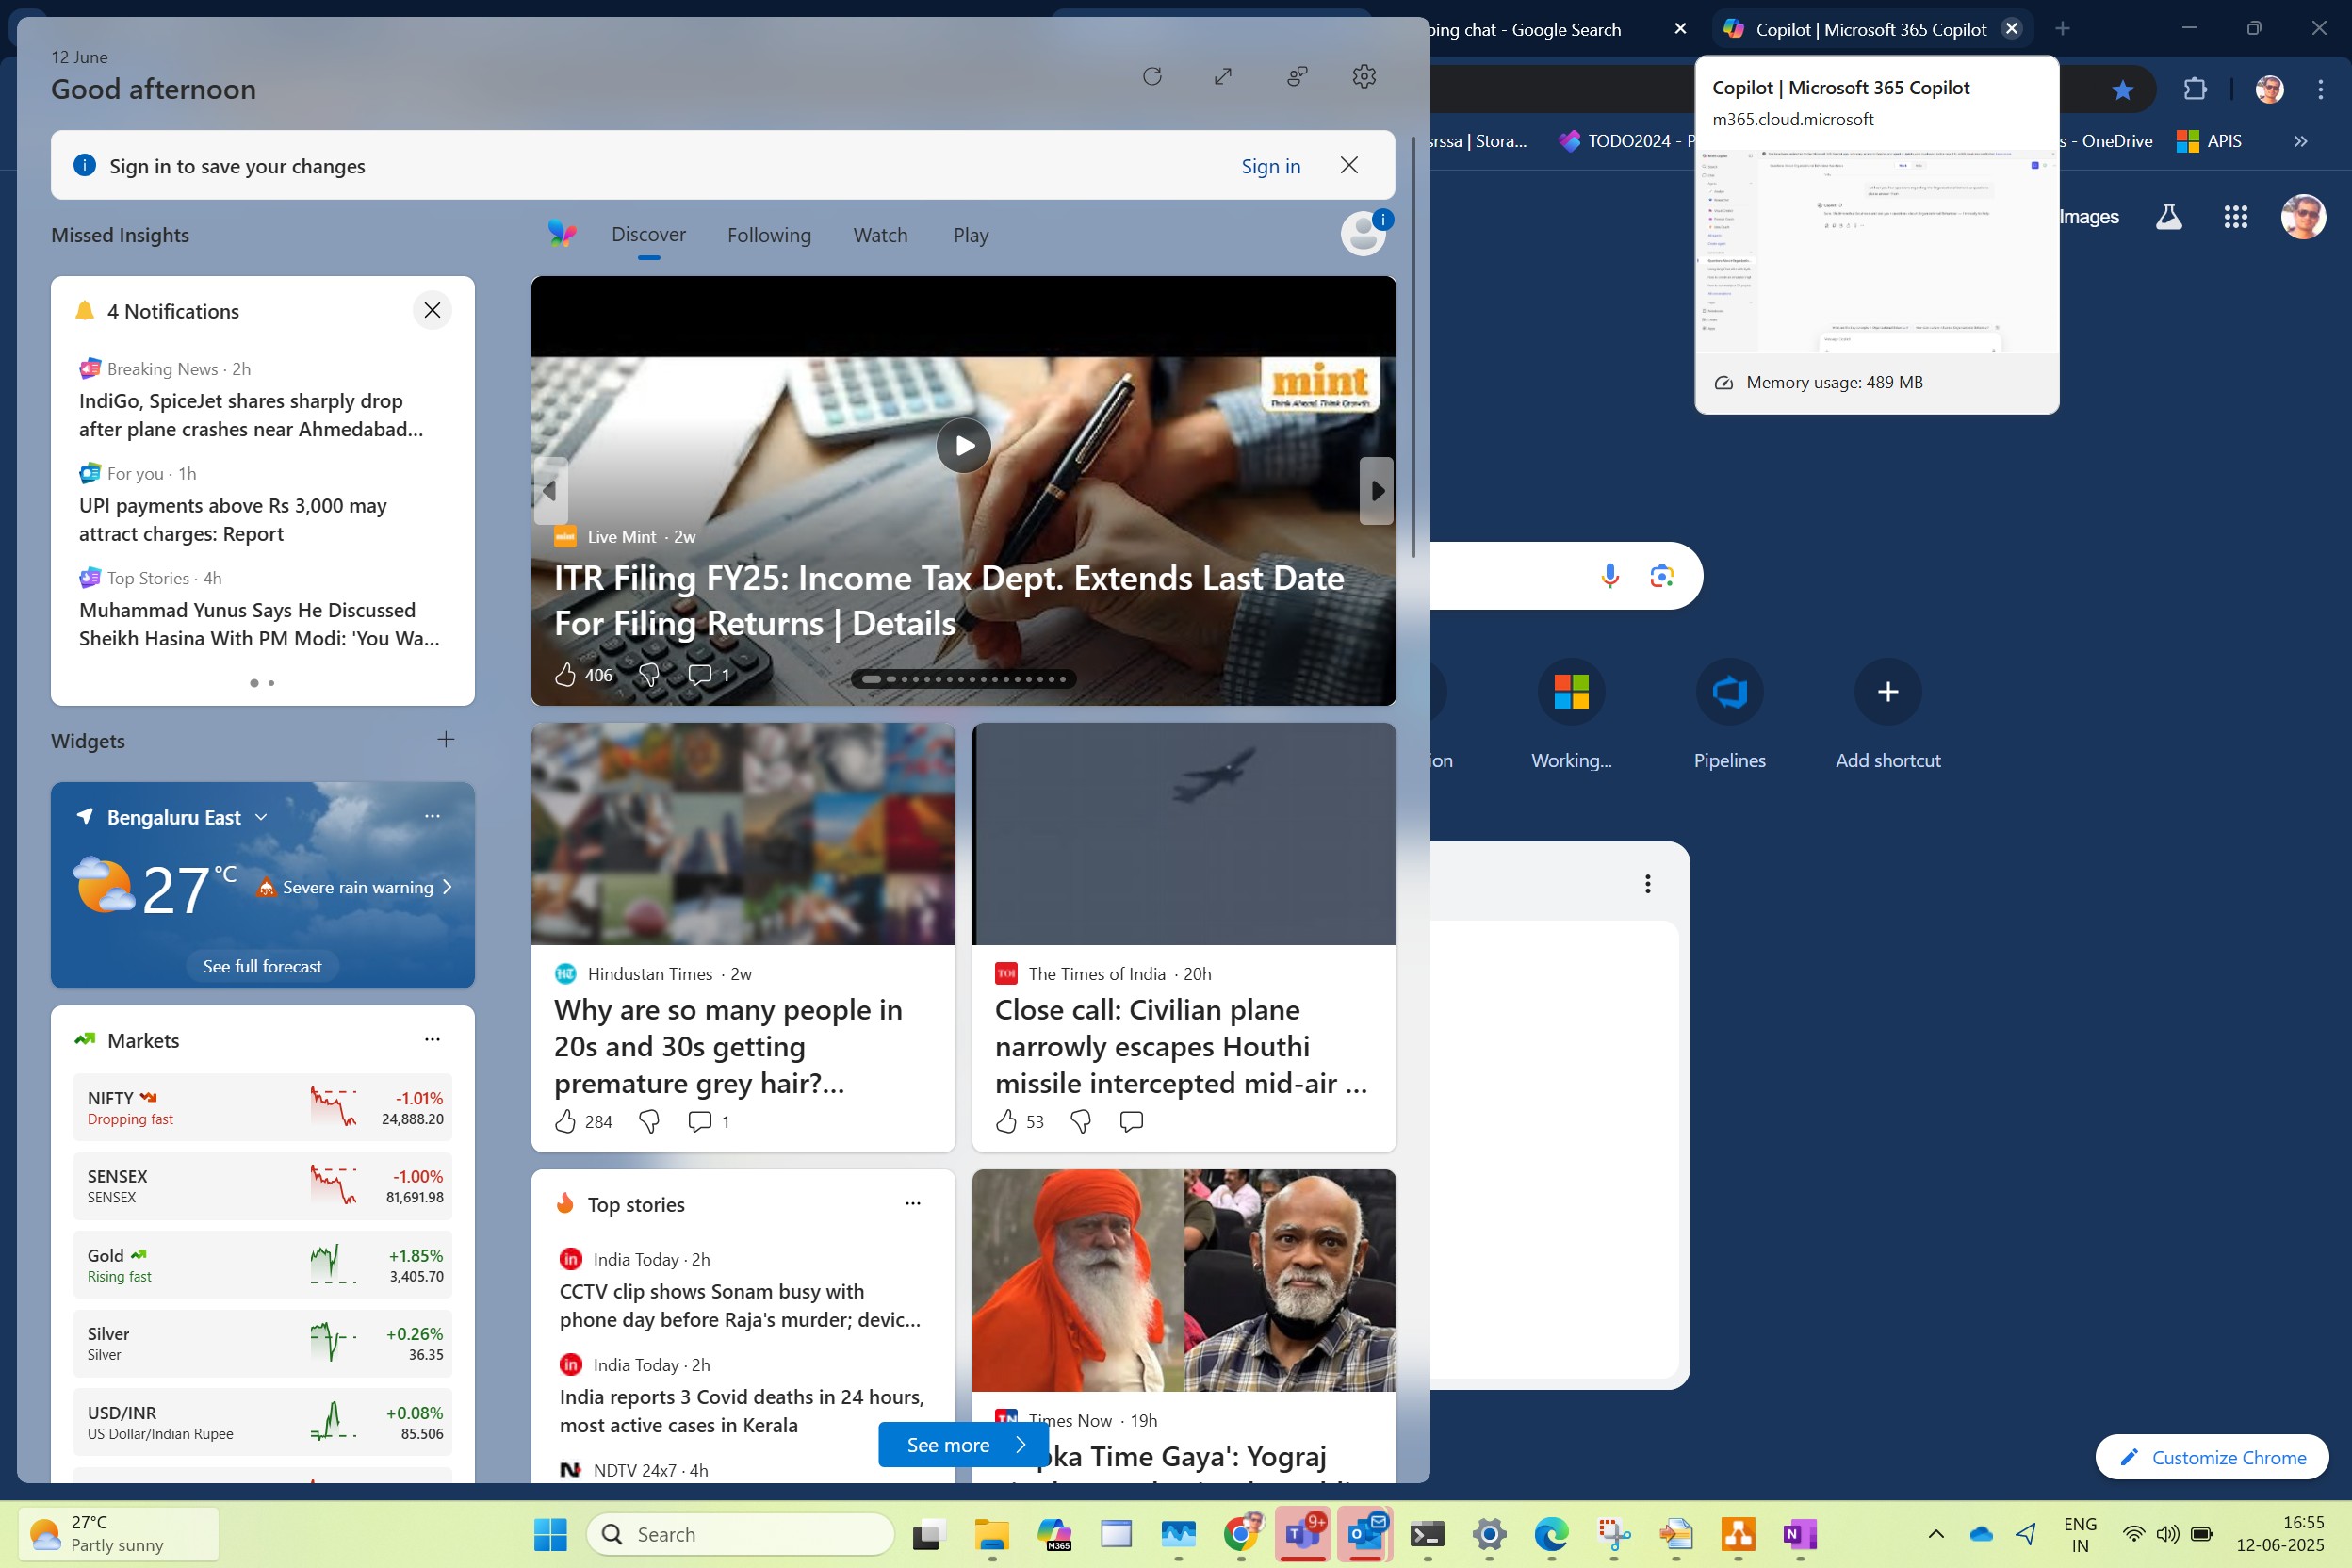 12 June
Good afternoon
Sign in to save your changes
Sign in
Missed Insights
Discover
Following
Watch
Play
4 Notifications
Breaking News · 2h
IndiGo, SpiceJet shares sharply drop
after plane crashes near Ahmedabad...
For you · 1h
UPI payments above Rs 3,000 may
attract charges: Report
Top Stories · 4h
Muhammad Yunus Says He Discussed
Sheikh Hasina With PM Modi: 'You Wa...
Widgets
Bengaluru East
27 °C
Severe rain warning
See full forecast
Markets
NIFTY
-1.01%
Dropping fast
24,888.20
SENSEX
-1.00%
SENSEX
81,691.98
Gold
+1.85%
Rising fast
3,405.70
Silver
+0.26%
Silver
36.35
USD/INR
+0.08%
US Dollar/Indian Rupee
85.506
mint
Think Ahead. Think Growth.
Live Mint · 2w
ITR Filing FY25: Income Tax Dept. Extends Last Date
For Filing Returns | Details
406
1
Hindustan Times · 2w
Why are so many people in
20s and 30s getting
premature grey hair?...
284
1
TOI
The Times of India · 20h
Close call: Civilian plane
narrowly escapes Houthi
missile intercepted mid-air ...
53
Top stories
India Today · 2h
CCTV clip shows Sonam busy with
phone day before Raja's murder; devic...
India Today · 2h
India reports 3 Covid deaths in 24 hours,
most active cases in Kerala
NDTV 24x7 · 4h
See more
Times Now · 19h
pka Time Gaya': Yograj
ping chat - Google Search
Copilot | Microsoft 365 Copilot
Copilot | Microsoft 365 Copilot
m365.cloud.microsoft
Memory usage: 489 MB
srssa | Stora...
TODO2024 - P
s - OneDrive
APIS
Images
ion
Working...
Pipelines
Add shortcut
Customize Chrome
27°C
Partly sunny
Search
M365
9+
ENG
IN
16:55
12-06-2025